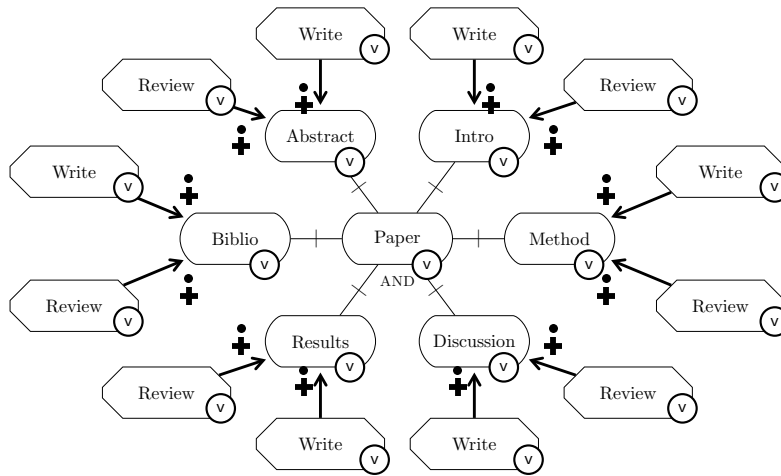 Write
v
Write
v
Review
v
Review
v
Abstract
v
Intro
v
Write
v
Write
v
Biblio
v
Paper
v
AND
Method
v
Review
v
Review
v
Results
v
Discussion
v
Review
v
Review
v
Write
v
Write
v